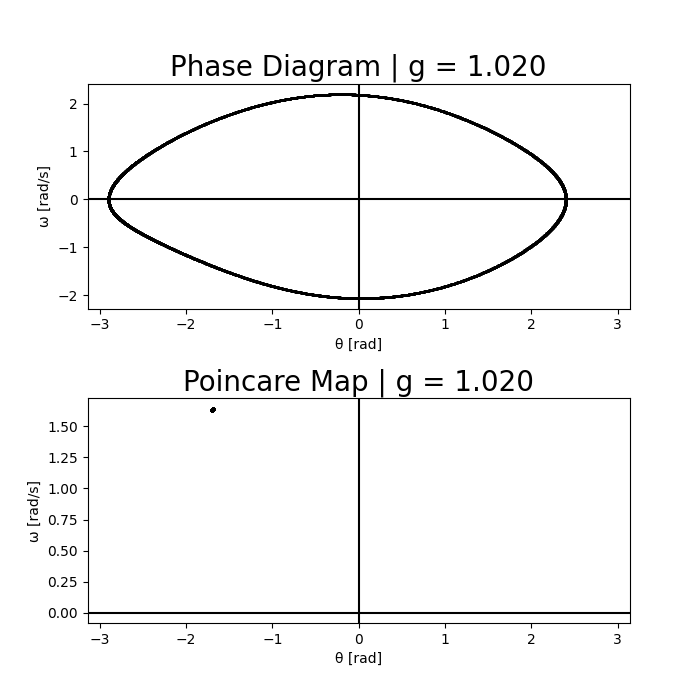 Phase Diagram | g = 1.020
2
1
0
−1
−2
ω [rad/s]
−3 −2 −1 0 1 2 3
θ [rad]
Poincare Map | g = 1.020
1.50
1.25
1.00
0.75
0.50
0.25
0.00
ω [rad/s]
−3 −2 −1 0 1 2 3
θ [rad]